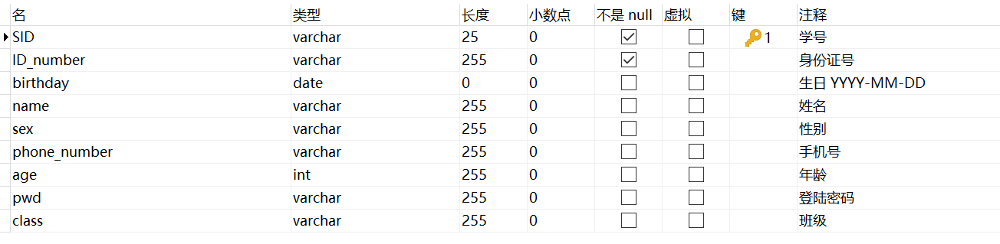 名 类型 长度 小数点 不是 null 虚拟 键 注释
SID varchar 25 0 1 学号
ID_number varchar 255 0 身份证号
birthday date 0 0 生日 YYYY-MM-DD
name varchar 255 0 姓名
sex varchar 255 0 性别
phone_number varchar 255 0 手机号
age int 255 0 年龄
pwd varchar 255 0 登陆密码
class varchar 255 0 班级